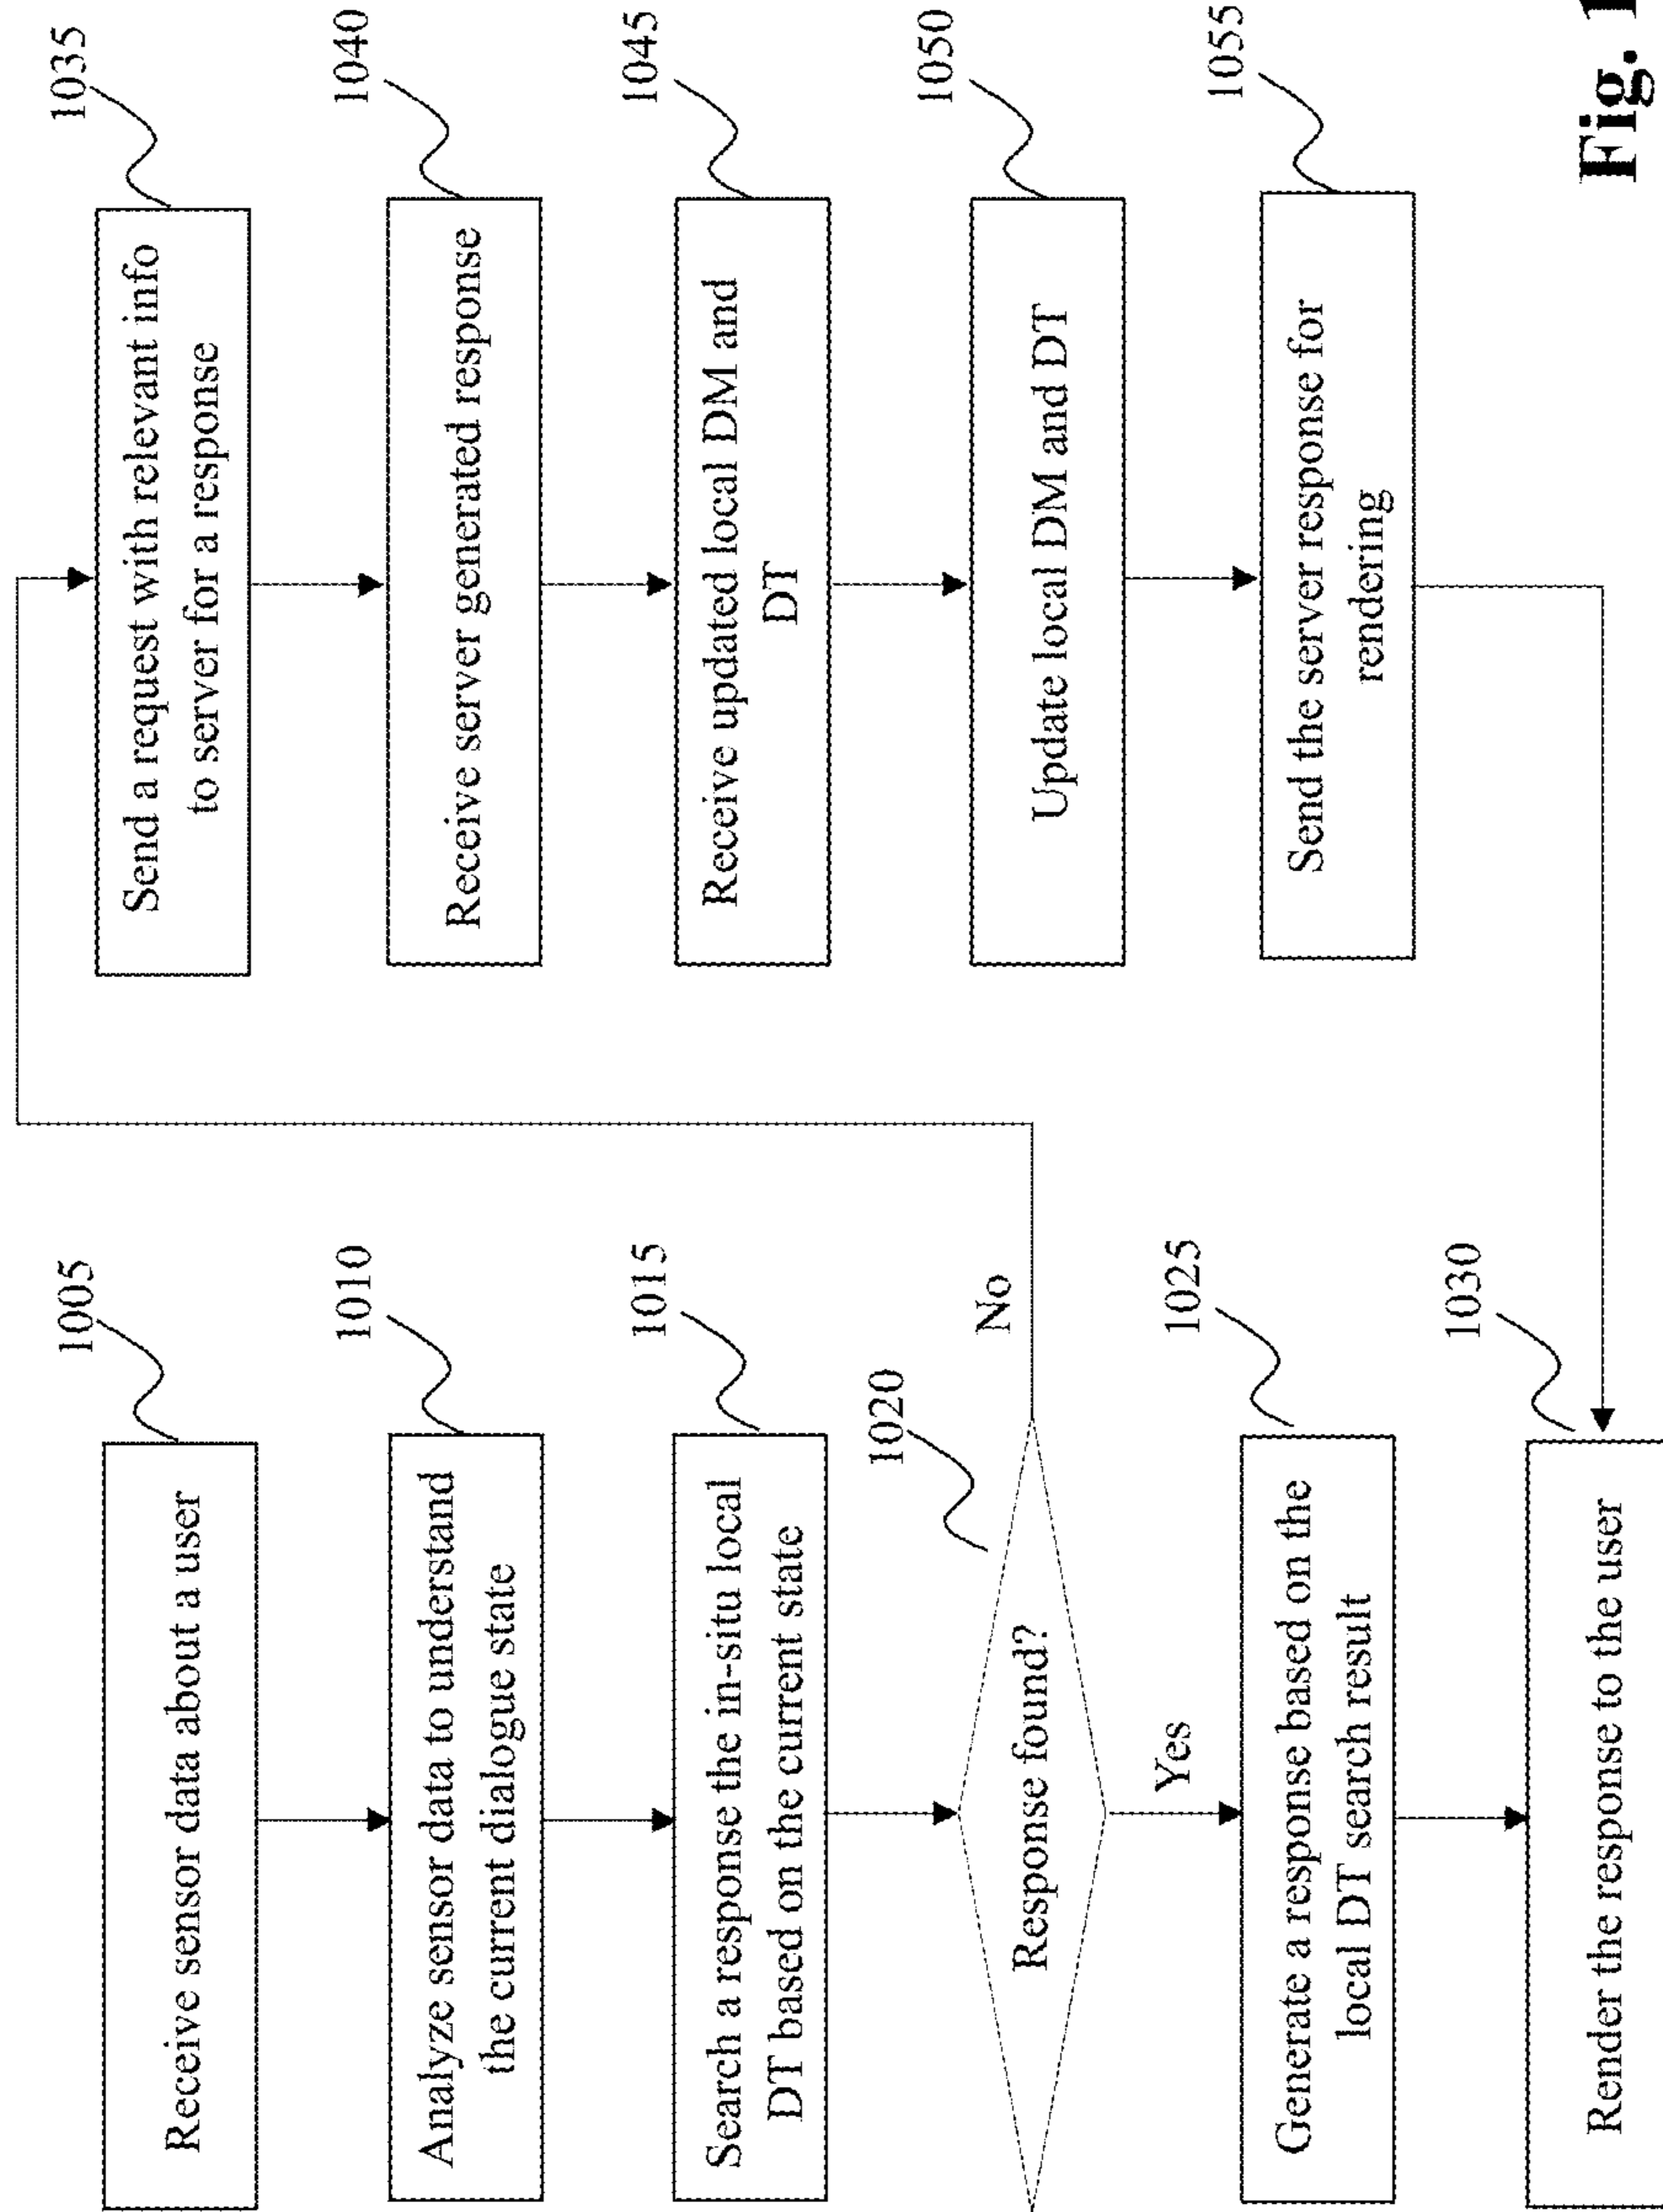 1005
Receive sensor data about a user
1010
Analyze sensor data to understand
the current dialogue state
1015
Search a response the in-situ local
DT based on the current state
1020
Response found?
No
Yes
1025
Generate a response based on the
local DT search result
1030
Render the response to the user
1035
Send a request with relevant info
to server for a response
1040
Receive server generated response
1045
Receive updated local DM and
DT
1050
Update local DM and DT
1055
Send the server response for
rendering
Fig. 1